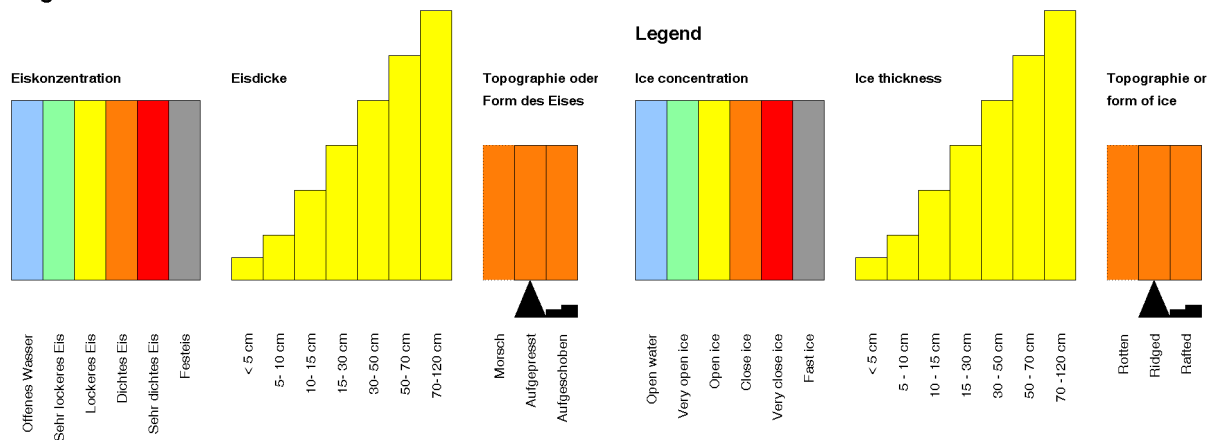 Eiskonzentration
Eisdicke
Topographie oder
Form des Eises
Offenes Wasser
Sehr lockeres Eis
Lockeres Eis
Dichtes Eis
Sehr dichtes Eis
Festeis
< 5 cm
5- 10 cm
10- 15 cm
15- 30 cm
30- 50 cm
50- 70 cm
70-120 cm
Morsch
Aufgepresst
Aufgeschoben
Legend
Ice concentration
Ice thickness
Topographie or
form of ice
Open water
Very open ice
Open ice
Close ice
Very close ice
Fast ice
< 5 cm
5 - 10 cm
10 - 15 cm
15 - 30 cm
30 - 50 cm
50 - 70 cm
70 -120 cm
Rotten
Ridged
Rafted